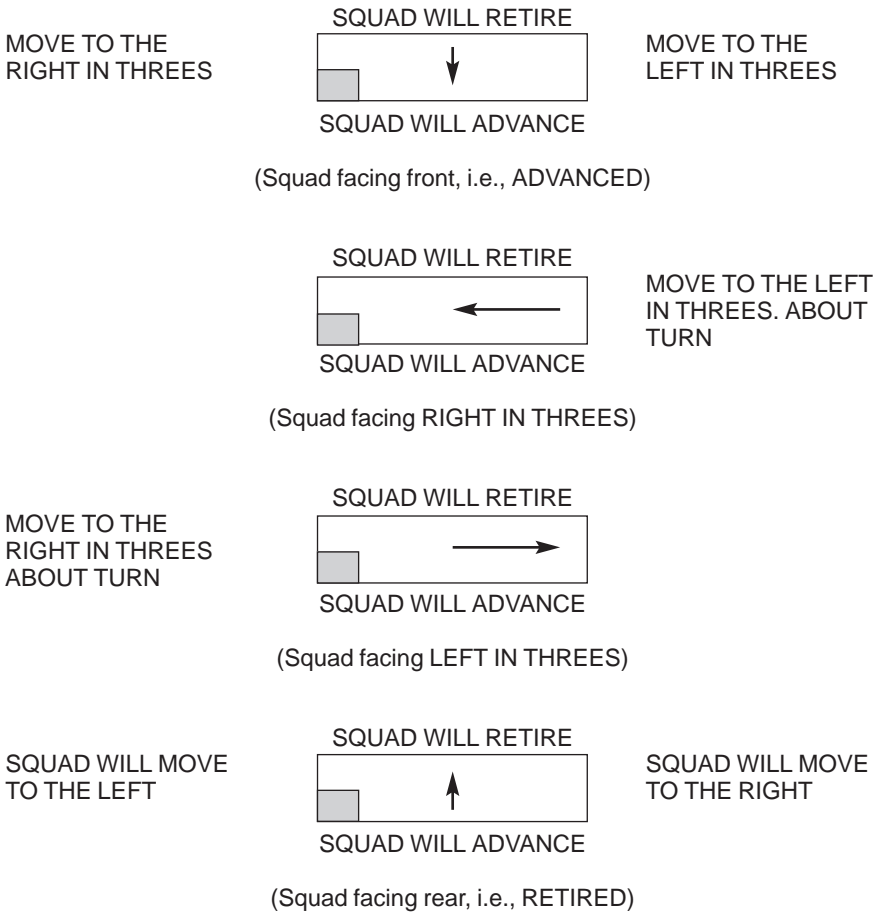 SQUAD WILL RETIRE
MOVE TO THE
RIGHT IN THREES
MOVE TO THE
LEFT IN THREES
SQUAD WILL ADVANCE
(Squad facing front, i.e., ADVANCED)
SQUAD WILL RETIRE
MOVE TO THE LEFT
IN THREES. ABOUT
TURN
SQUAD WILL ADVANCE
(Squad facing RIGHT IN THREES)
SQUAD WILL RETIRE
MOVE TO THE
RIGHT IN THREES
ABOUT TURN
SQUAD WILL ADVANCE
(Squad facing LEFT IN THREES)
SQUAD WILL RETIRE
SQUAD WILL MOVE
TO THE LEFT
SQUAD WILL MOVE
TO THE RIGHT
SQUAD WILL ADVANCE
(Squad facing rear, i.e., RETIRED)